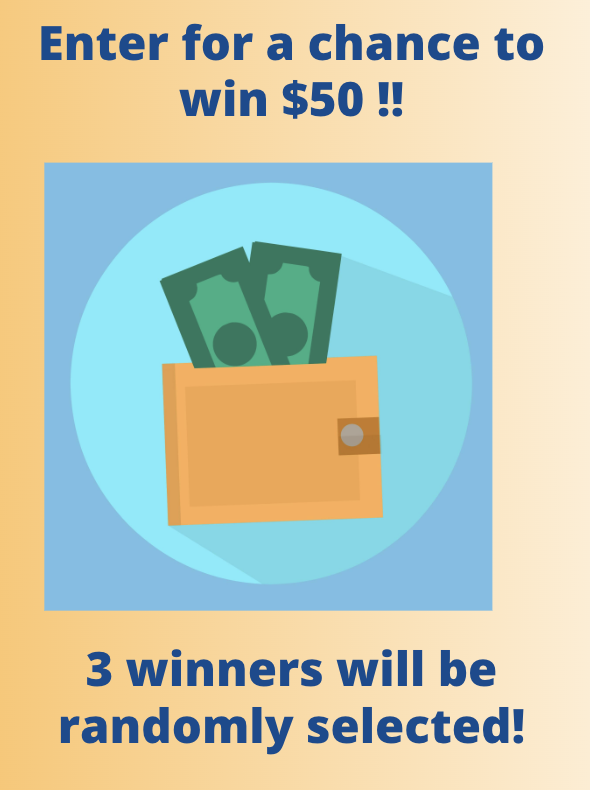 Enter for a chance to
win $50 !!
3 winners will be
randomly selected!